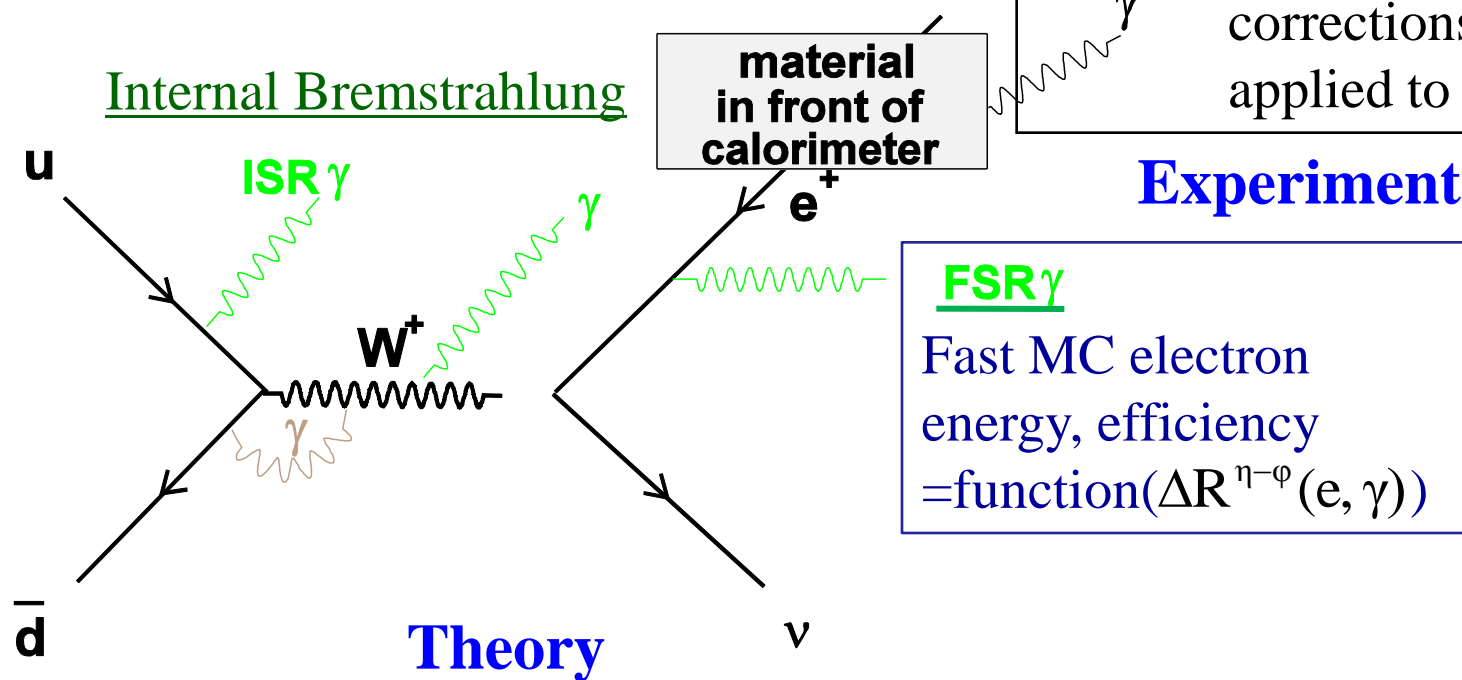 γ
corrections
applied to
material
in front of
calorimeter
Internal Bremstrahlung
u
ISR γ
γ
e+
Experiment
FSR γ
Fast MC electron
energy, efficiency
=function(ΔR^η−φ(e, γ))
W+
γ
d̅
Theory
ν